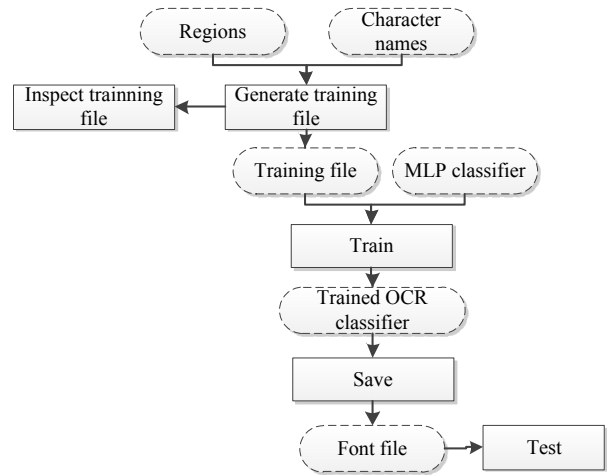 Regions
Character
names
Inspect trainning
file
Generate training
file
Training file
MLP classifier
Train
Trained OCR
classifier
Save
Font file
Test